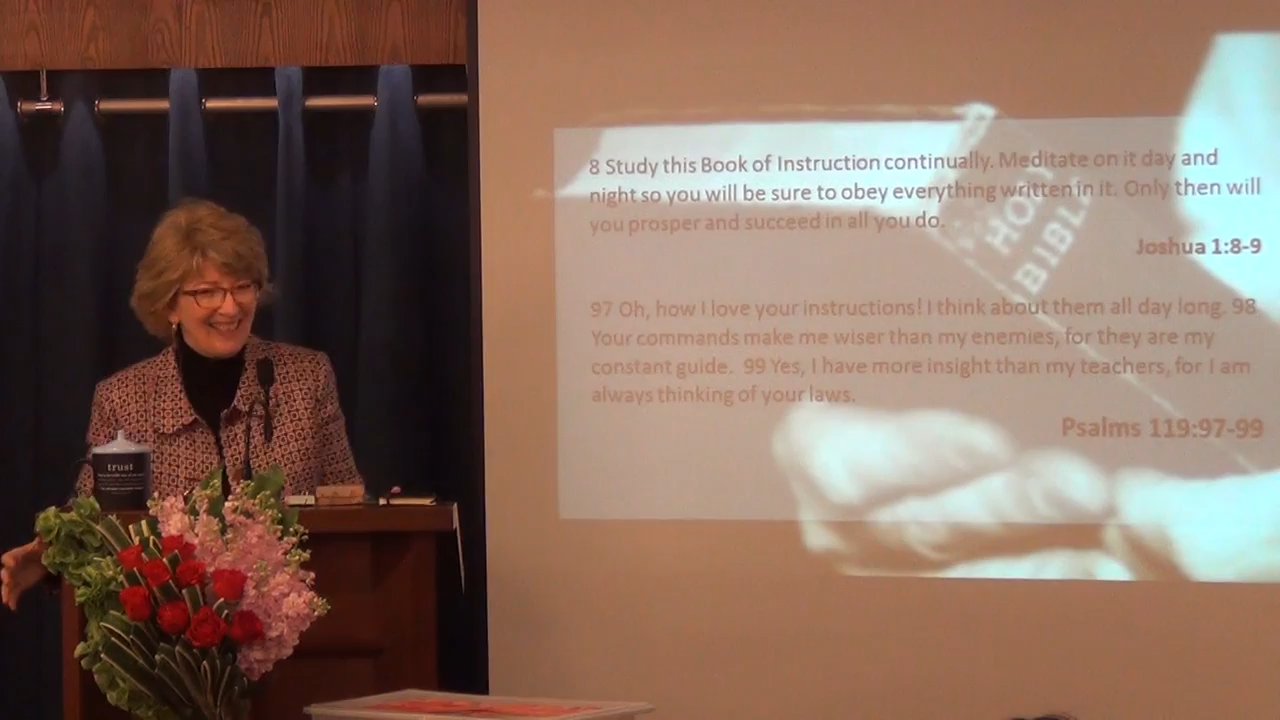 8 Study this Book of Instruction continually. Meditate on it day and
night so you will be sure to obey everything written in it. Only then will
you prosper and succeed in all you do.
Joshua 1:8-9
HOLY
BIBLE
97 Oh, how I love your instructions! I think about them all day long. 98
Your commands make me wiser than my enemies, for they are my
constant guide. 99 Yes, I have more insight than my teachers, for I am
always thinking of your laws.
Psalms 119:97-99
trust